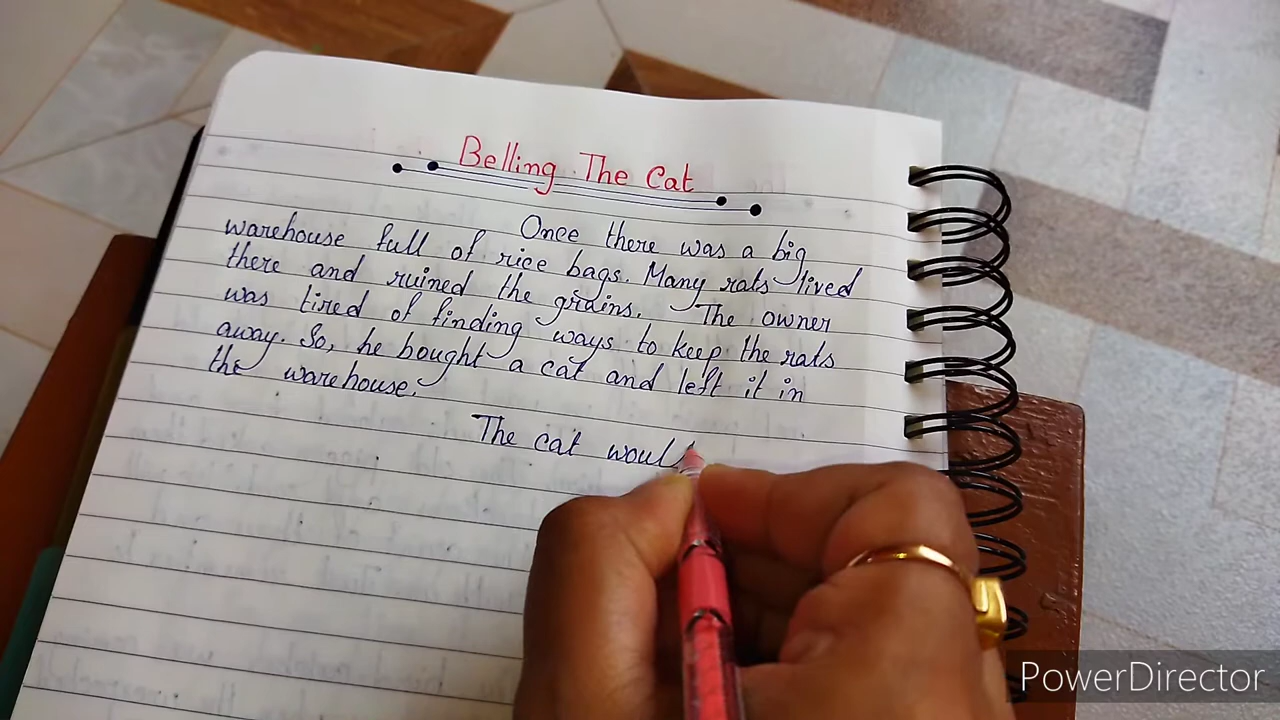 Belling The Cat
Once there was a big
warehouse full of rice bags. Many rats lived
there and ruined the grains. The owner
was tired of finding ways to keep the rats
away. So, he bought a cat and left it in
the warehouse.
The cat woul
PowerDirector